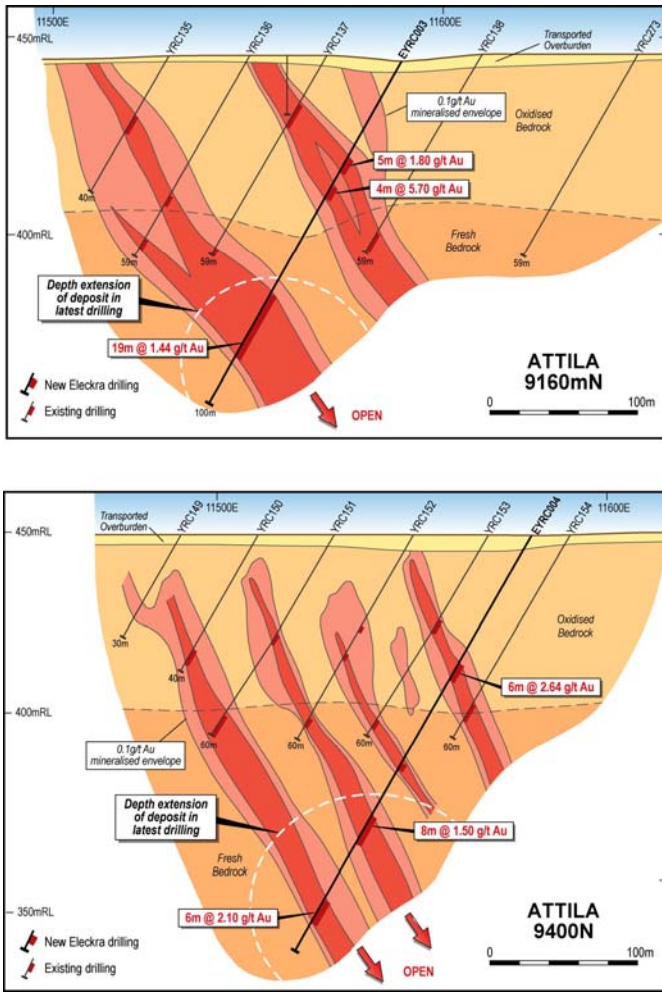 11500E
11600E
450mRL
YRC135
YRC136
YRC137
EYRC003
YRC138
YRC273
Transported
Overburden
0.1g/t Au
mineralised envelope
Oxidised
Bedrock
5m @ 1.80 g/t Au
4m @ 5.70 g/t Au
40m
400mRL
59m
59m
59m
59m
Fresh
Bedrock
Depth extension
of deposit in
latest drilling
19m @ 1.44 g/t Au
New Eleckra drilling
Existing drilling
100m
OPEN
ATTILA
9160mN
0
100m
11500E
11600E
450mRL
Transported
Overburden
YRC149
YRC150
YRC151
YRC152
YRC153
EYRC004
YRC154
Oxidised
Bedrock
30m
40m
6m @ 2.64 g/t Au
400mRL
60m
60m
60m
60m
0.1g/t Au
mineralised envelope
Depth extension
of deposit in
latest drilling
8m @ 1.50 g/t Au
Fresh
Bedrock
350mRL
6m @ 2.10 g/t Au
New Eleckra drilling
Existing drilling
OPEN
ATTILA
9400N
0
100m